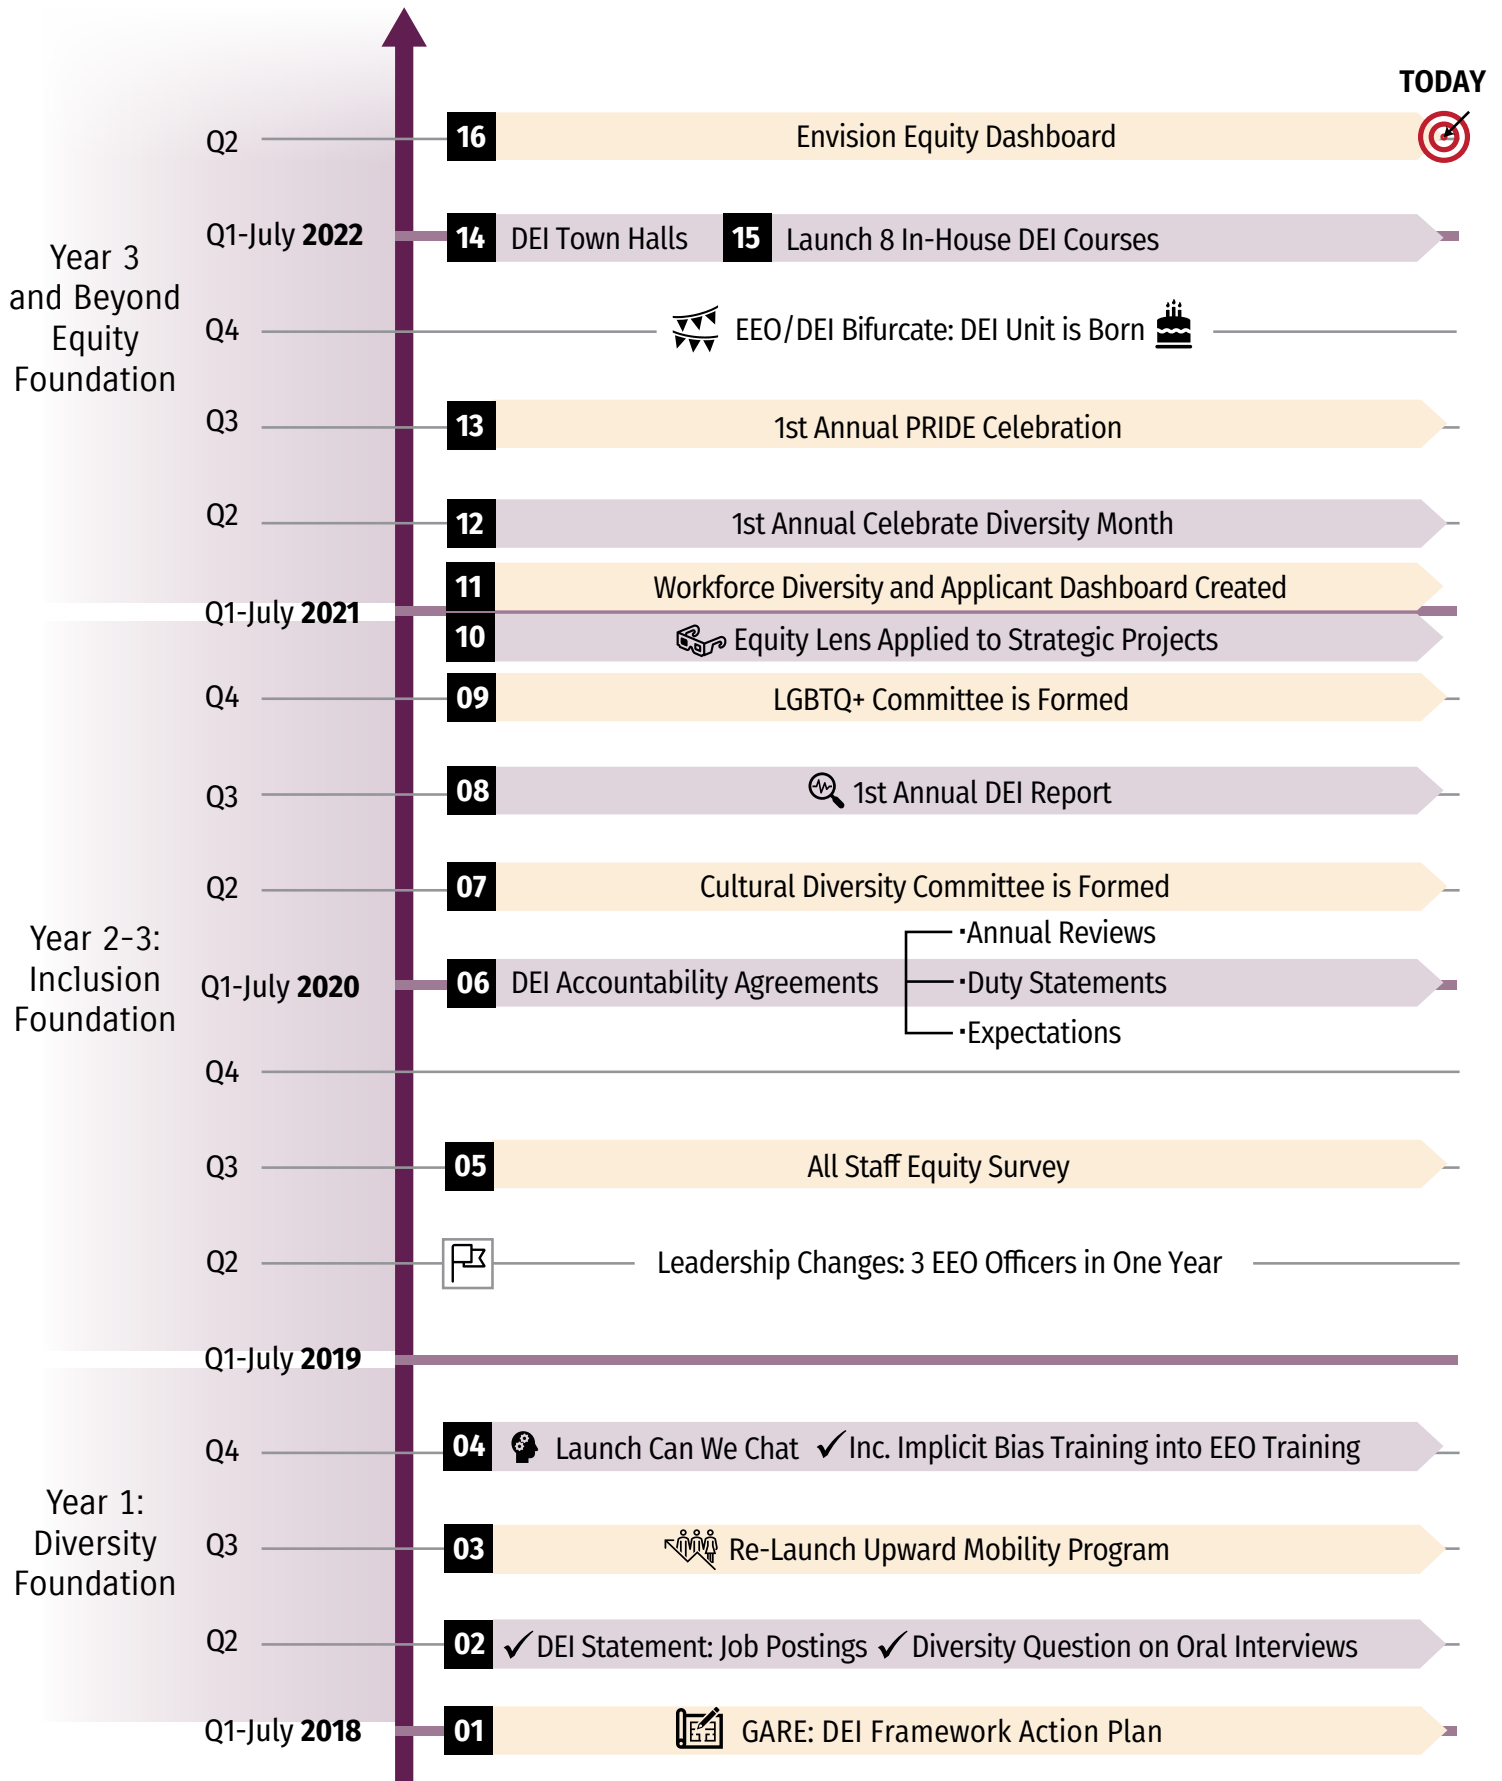 TODAY
Q2
16
Envision Equity Dashboard
Q1-July 2022
14
DEI Town Halls
15
Launch 8 In-House DEI Courses
Year 3
and Beyond
Equity
Foundation
Q4
EEO/DEI Bifurcate: DEI Unit is Born
Q3
13
1st Annual PRIDE Celebration
Q2
12
1st Annual Celebrate Diversity Month
11
Workforce Diversity and Applicant Dashboard Created
Q1-July 2021
10
Equity Lens Applied to Strategic Projects
Q4
09
LGBTQ+ Committee is Formed
Q3
08
1st Annual DEI Report
Q2
07
Cultural Diversity Committee is Formed
Year 2-3:
Inclusion
Foundation
Q1-July 2020
06
DEI Accountability Agreements
·Annual Reviews
·Duty Statements
·Expectations
Q4
Q3
05
All Staff Equity Survey
Q2
Leadership Changes: 3 EEO Officers in One Year
Q1-July 2019
Q4
04
Launch Can We Chat ✓Inc. Implicit Bias Training into EEO Training
Year 1:
Diversity
Foundation
Q3
03
Re-Launch Upward Mobility Program
Q2
02
✓DEI Statement: Job Postings ✓Diversity Question on Oral Interviews
Q1-July 2018
01
GARE: DEI Framework Action Plan